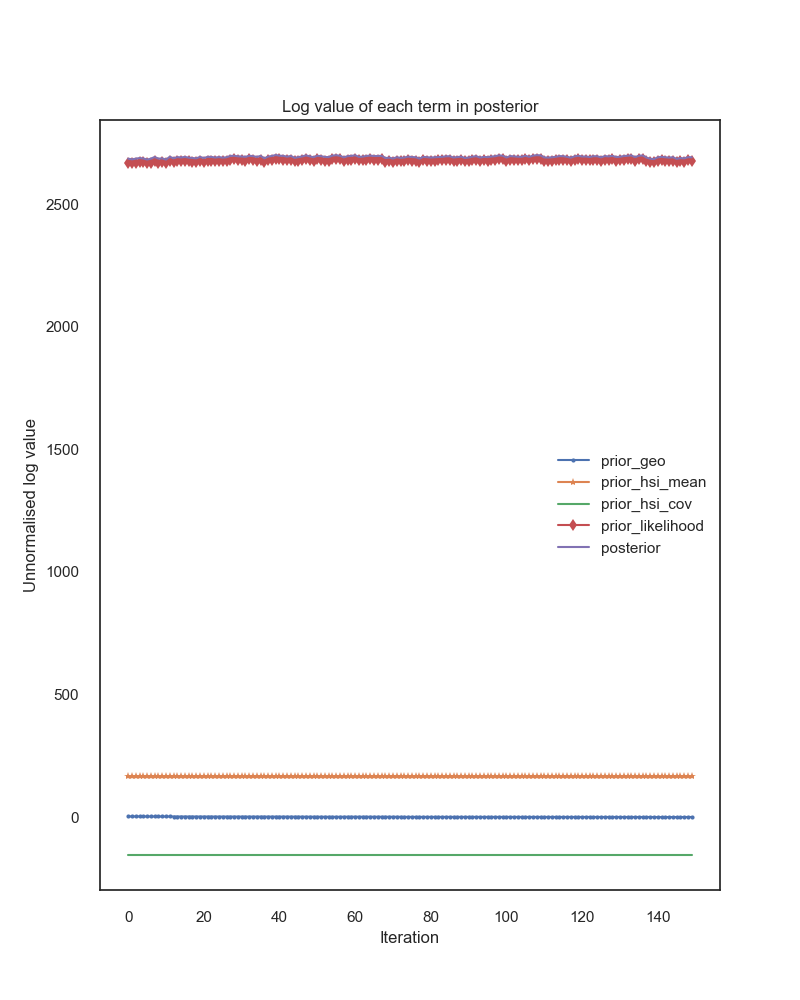 Log value of each term in posterior
2500
2000
1500
1000
500
0
Unnormalised log value
prior_geo
prior_hsi_mean
prior_hsi_cov
prior_likelihood
posterior
0 20 40 60 80 100 120 140
Iteration